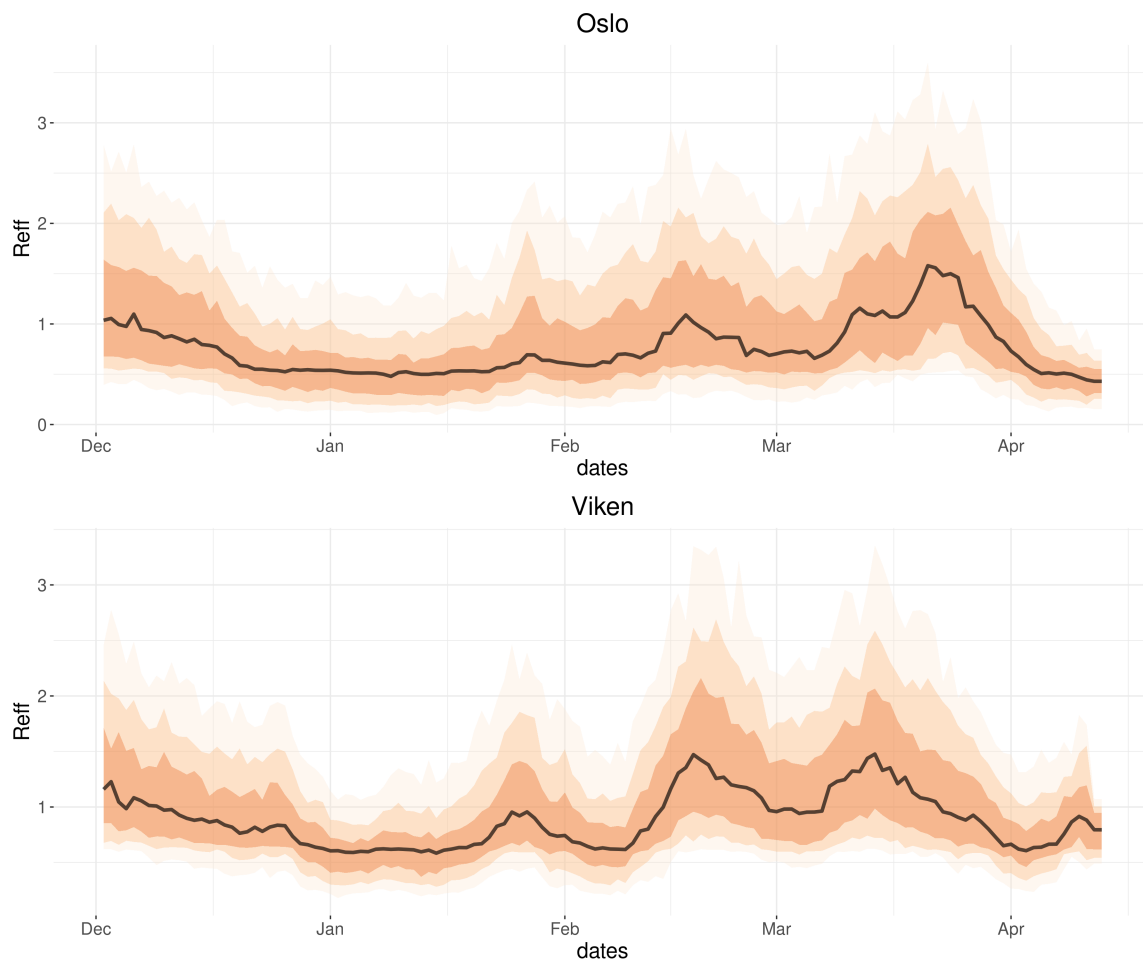 Oslo
3
2
1
0
Reff
Dec Jan Feb Mar Apr
dates
Viken
3
2
1
Reff
Dec Jan Feb Mar Apr
dates